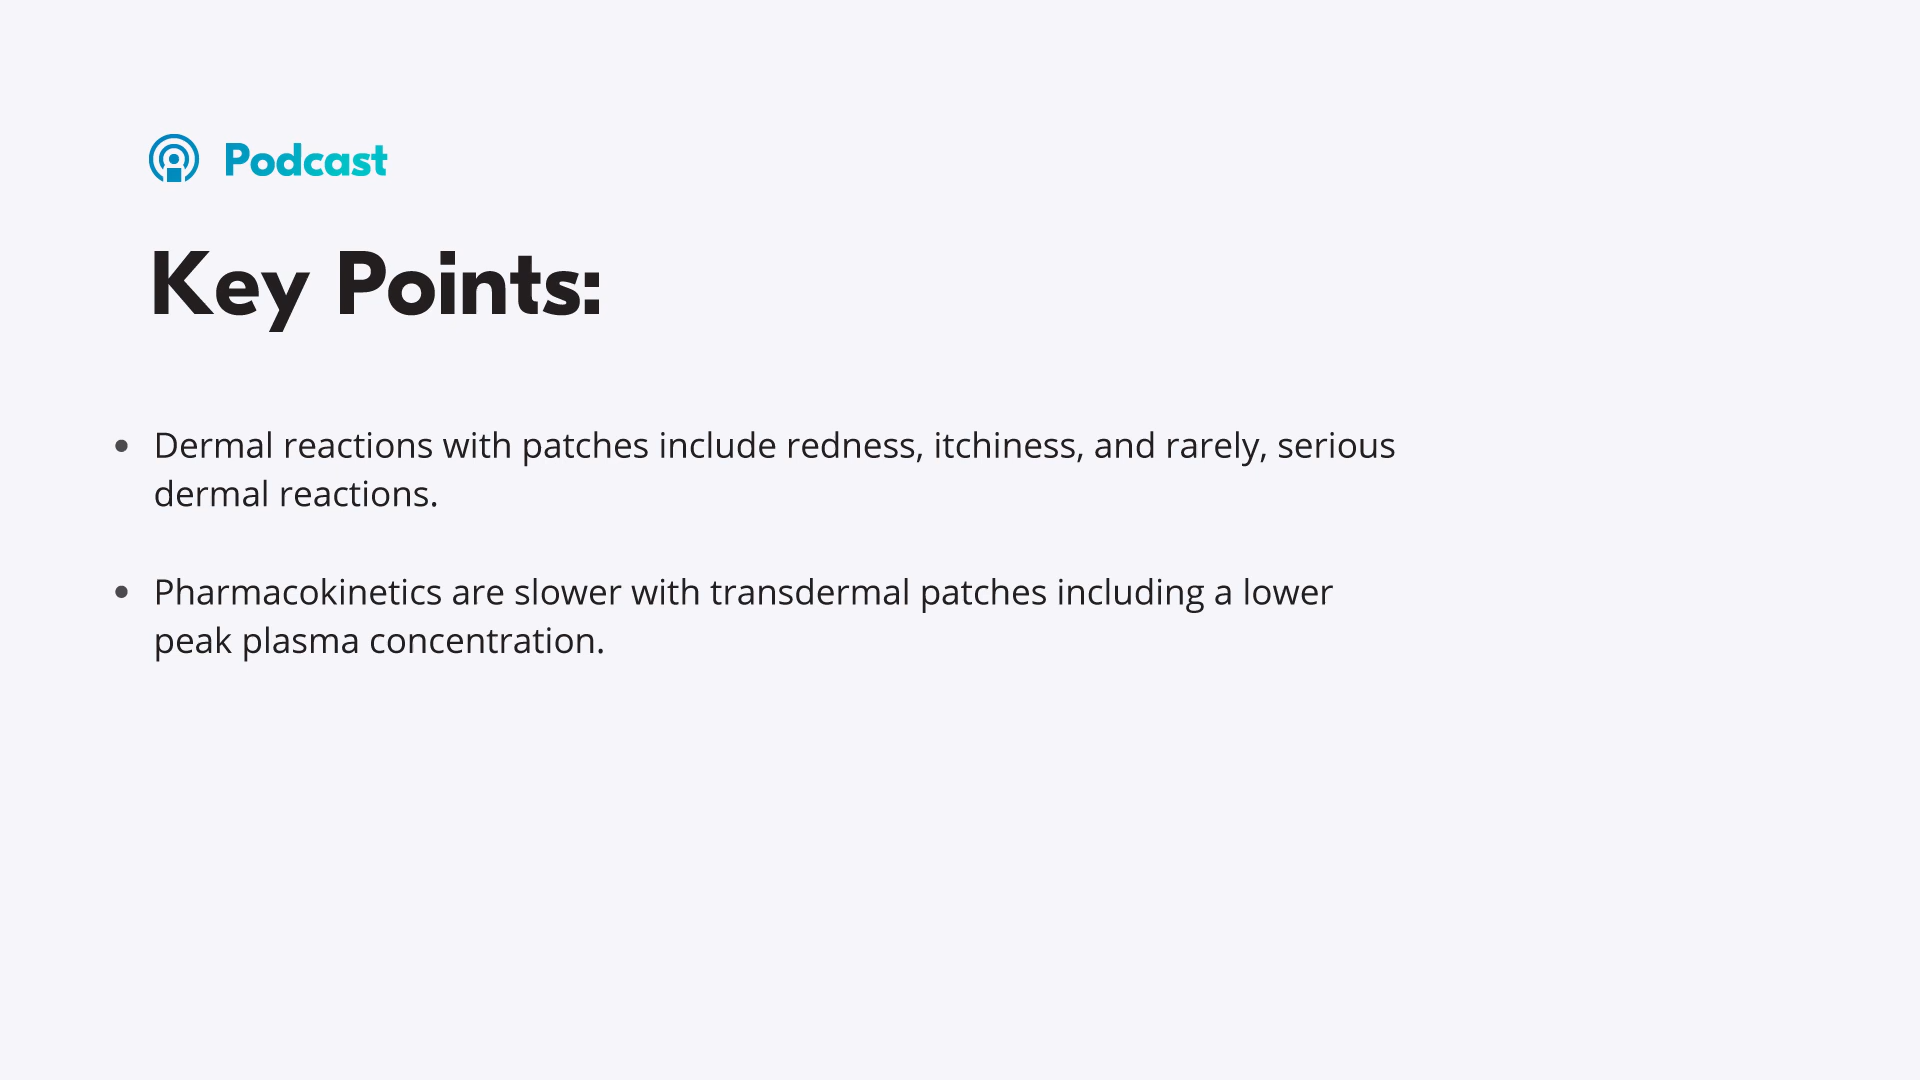 Podcast
Key Points:
• Dermal reactions with patches include redness, itchiness, and rarely, serious
dermal reactions.
• Pharmacokinetics are slower with transdermal patches including a lower
peak plasma concentration.